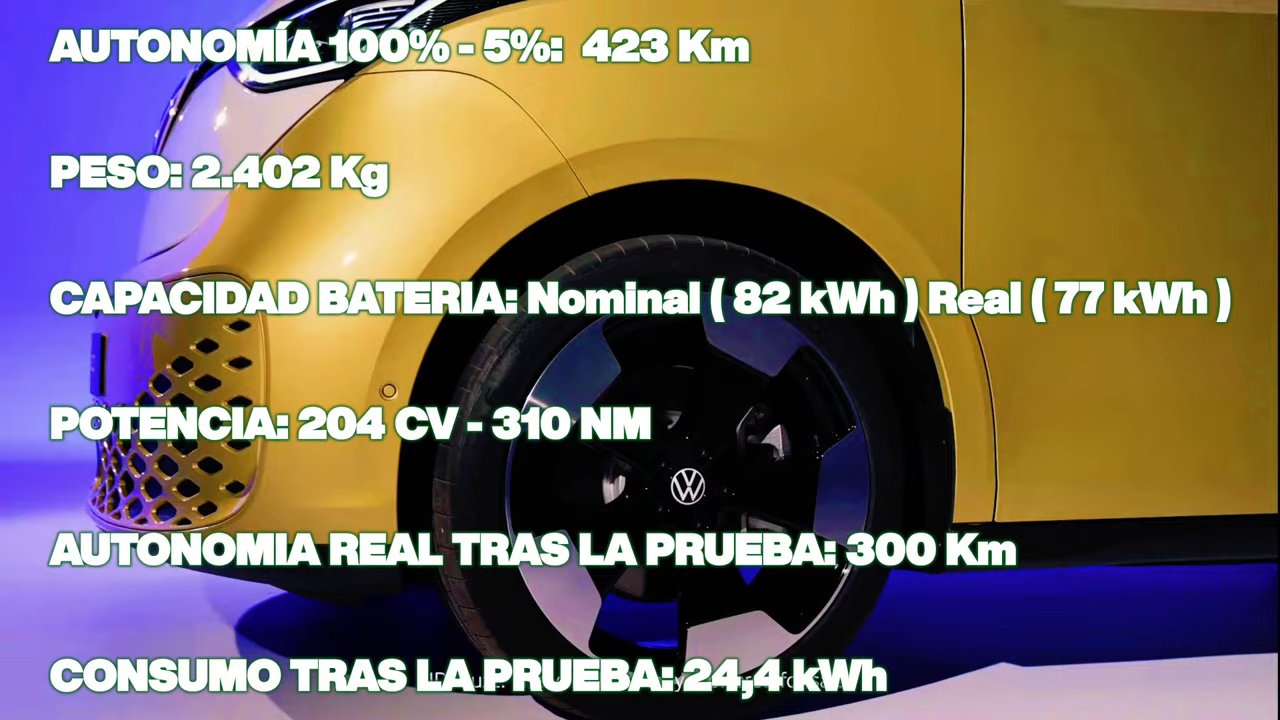 AUTONOMÍA 100% - 5%: 423 Km
PESO: 2.402 Kg
CAPACIDAD BATERIA: Nominal ( 82 kWh ) Real ( 77 kWh )
POTENCIA: 204 CV - 310 NM
AUTONOMIA REAL TRAS LA PRUEBA: 300 Km
CONSUMO TRAS LA PRUEBA: 24,4 kWh